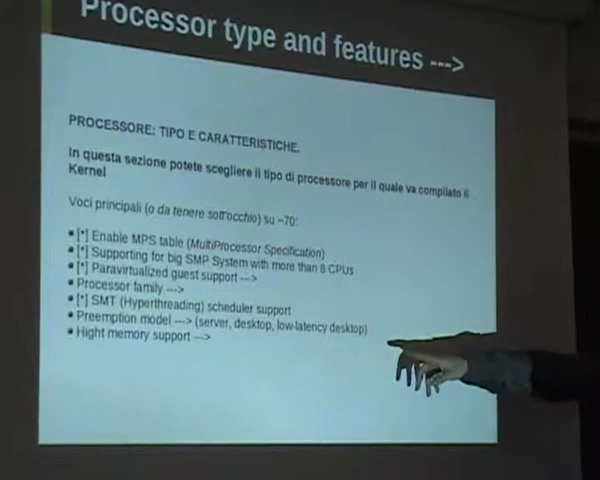 Processor type and features --->
PROCESSORE: TIPO E CARATTERISTICHE.
In questa sezione potete scegliere il tipo di processore per il quale va compilato il
Kernel
Voci principali (o da tenere sott'occhio) su ~70:
[*] Enable MPS table (MultiProcessor Specification)
[*] Supporting for big SMP System with more than 8 CPUs
[*] Paravirtualized guest support --->
Processor family --->
[*] SMT (Hyperthreading) scheduler support
Preemption model ---> (server, desktop, low-latency desktop)
Hight memory support --->